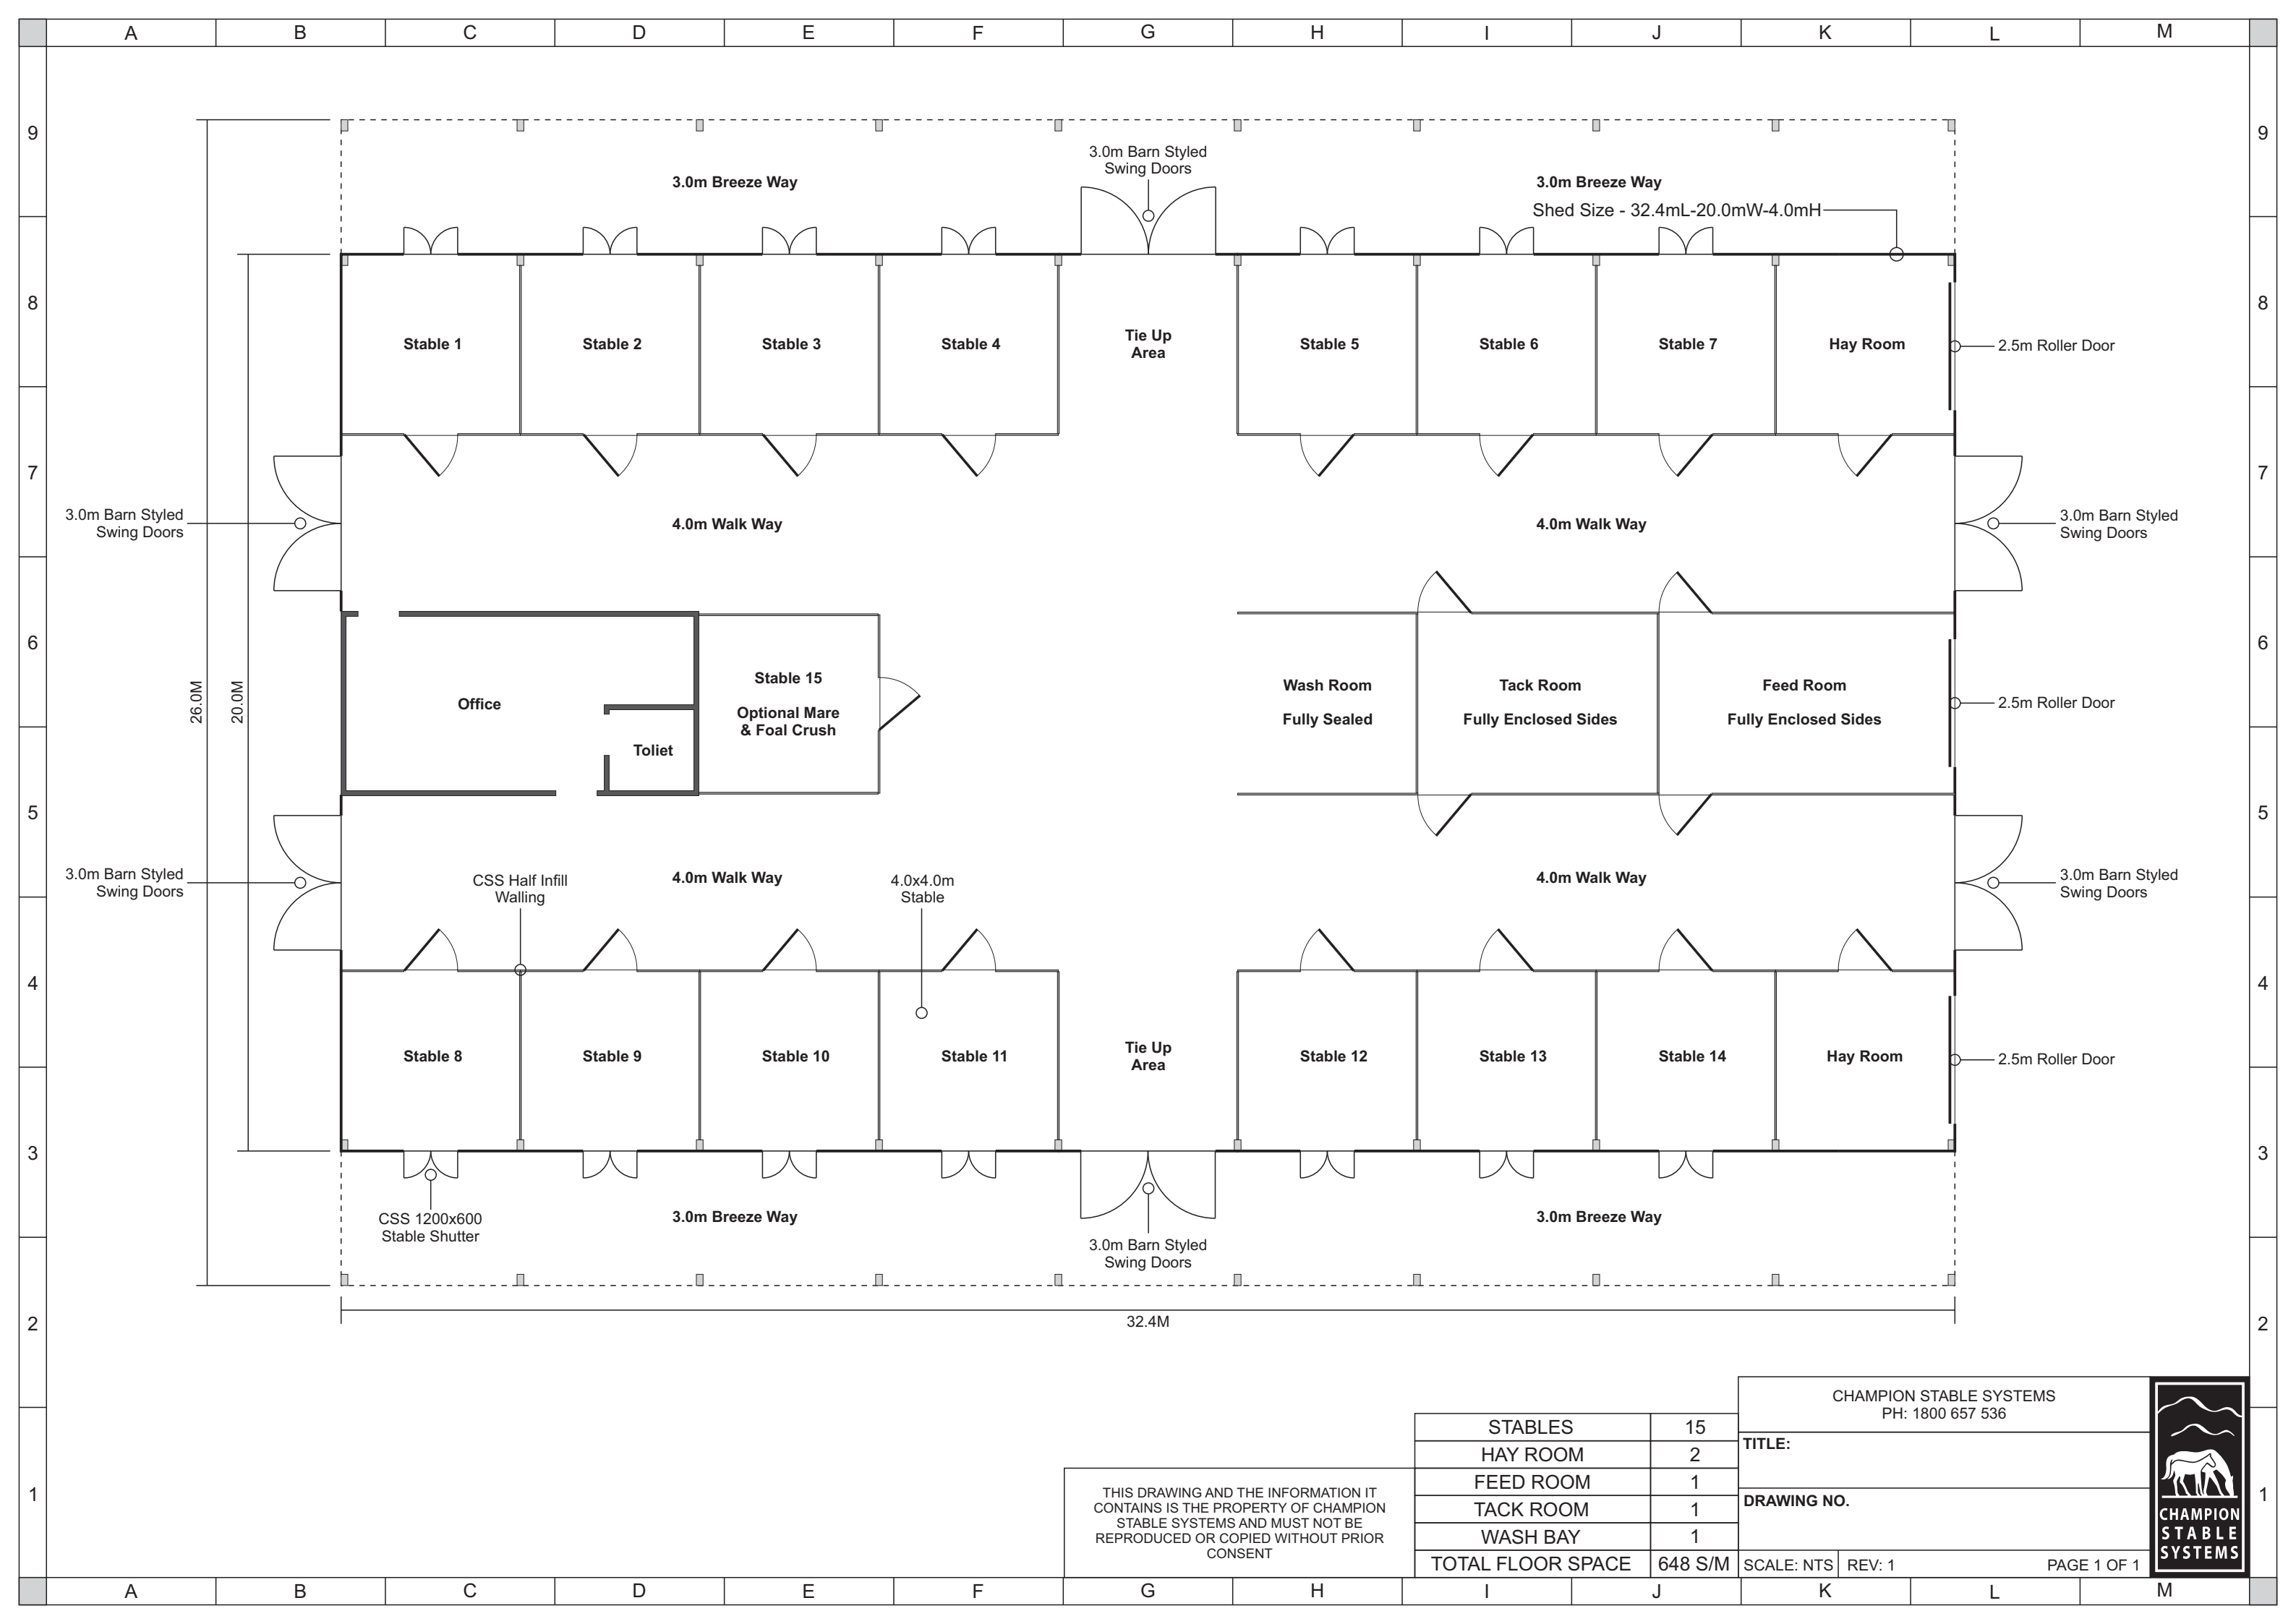 A B C D E F G H I J K L M
9 9
3.0m Barn Styled
Swing Doors
3.0m Breeze Way
3.0m Breeze Way
Shed Size - 32.4mL-20.0mW-4.0mH
8 8
Stable 1
Stable 2
Stable 3
Stable 4
Tie Up
Area
Stable 5
Stable 6
Stable 7
Hay Room
2.5m Roller Door
7 7
3.0m Barn Styled
Swing Doors
4.0m Walk Way
4.0m Walk Way
3.0m Barn Styled
Swing Doors
6 6
26.0M
20.0M
Office
Toliet
Stable 15
Optional Mare
& Foal Crush
Wash Room
Fully Sealed
Tack Room
Fully Enclosed Sides
Feed Room
Fully Enclosed Sides
2.5m Roller Door
5 5
3.0m Barn Styled
Swing Doors
CSS Half Infill
Walling
4.0m Walk Way
4.0x4.0m
Stable
4.0m Walk Way
3.0m Barn Styled
Swing Doors
4 4
Stable 8
Stable 9
Stable 10
Stable 11
Tie Up
Area
Stable 12
Stable 13
Stable 14
Hay Room
2.5m Roller Door
3 3
CSS 1200x600
Stable Shutter
3.0m Breeze Way
3.0m Barn Styled
Swing Doors
3.0m Breeze Way
2 2
32.4M
1 1
THIS DRAWING AND THE INFORMATION IT
CONTAINS IS THE PROPERTY OF CHAMPION
STABLE SYSTEMS AND MUST NOT BE
REPRODUCED OR COPIED WITHOUT PRIOR
CONSENT
STABLES 15
HAY ROOM 2
FEED ROOM 1
TACK ROOM 1
WASH BAY 1
TOTAL FLOOR SPACE 648 S/M
CHAMPION STABLE SYSTEMS
PH: 1800 657 536
TITLE:
DRAWING NO.
SCALE: NTS REV: 1 PAGE 1 OF 1
CHAMPION
STABLE
SYSTEMS
A B C D E F G H I J K L M